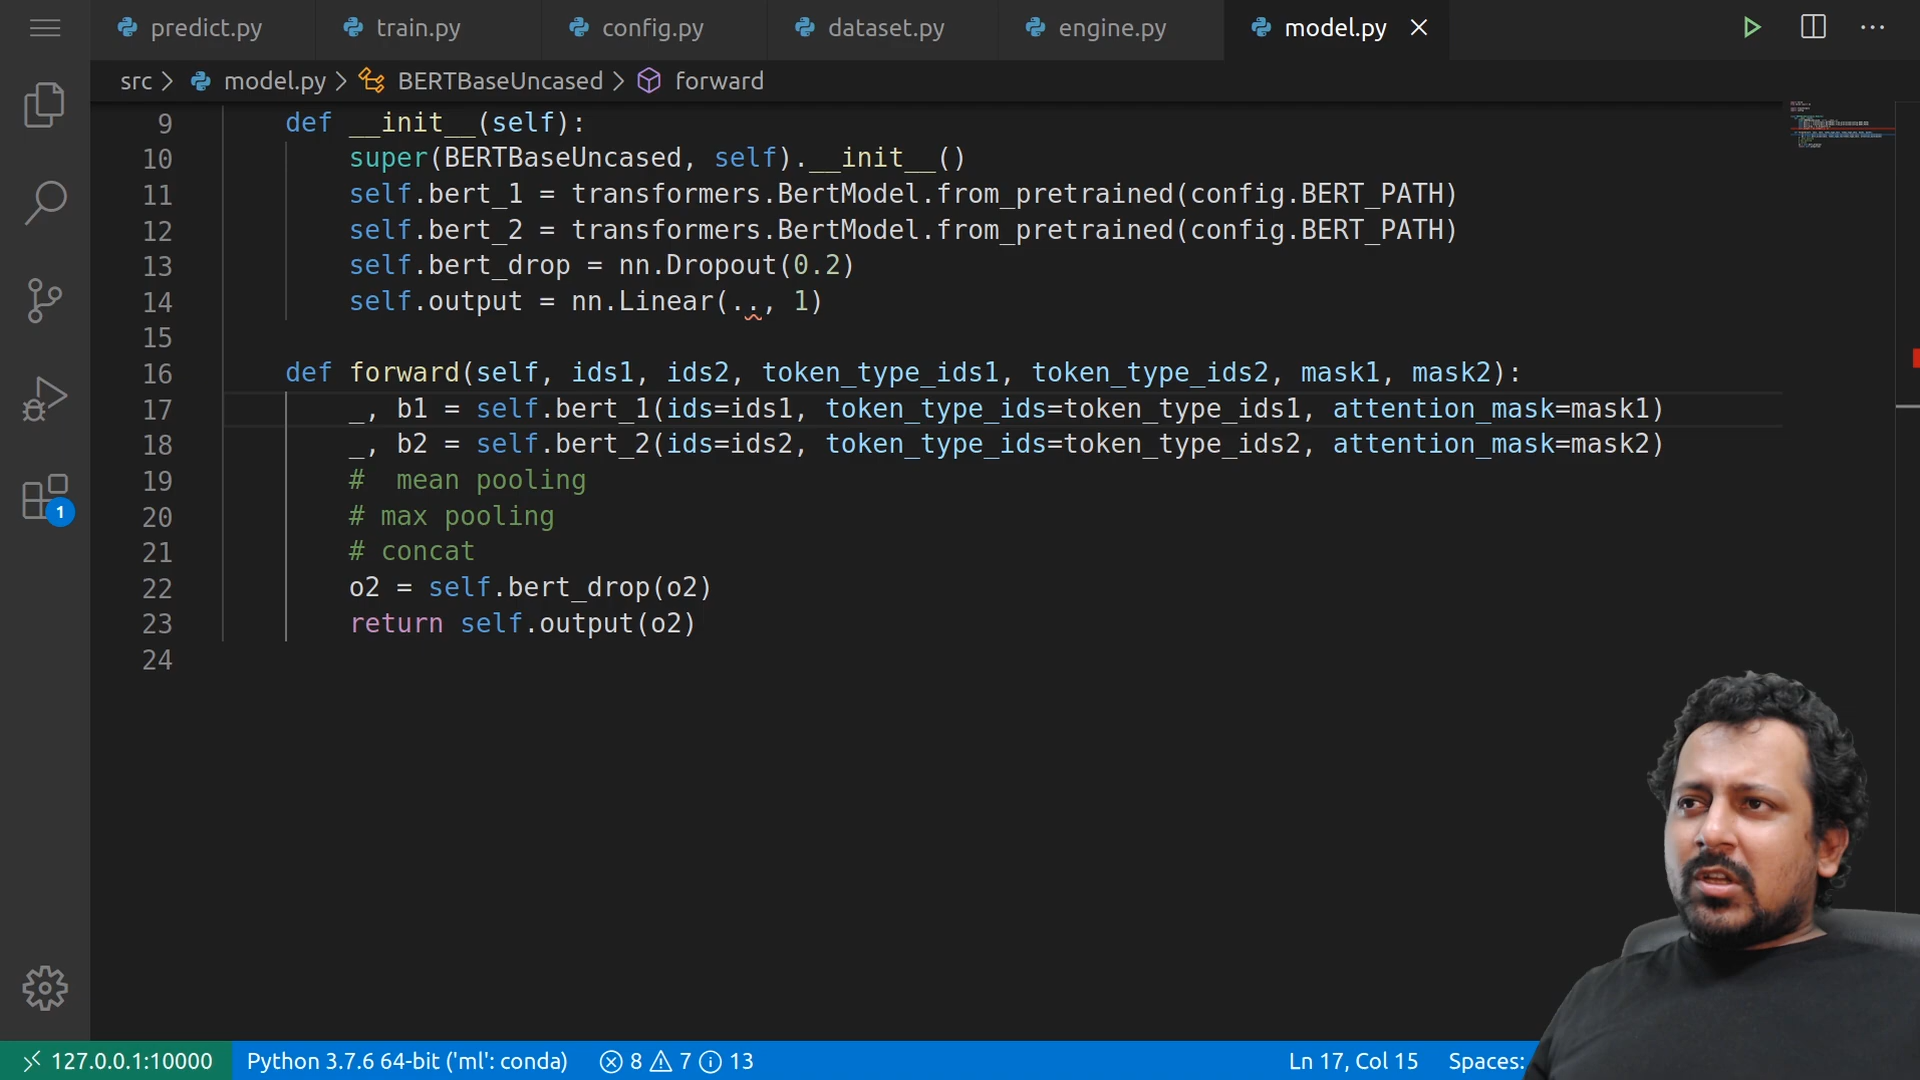 predict.py train.py config.py dataset.py engine.py model.py
src model.py BERTBaseUncased forward
9 def __init__(self):
10 super(BERTBaseUncased, self).__init__()
11 self.bert_1 = transformers.BertModel.from_pretrained(config.BERT_PATH)
12 self.bert_2 = transformers.BertModel.from_pretrained(config.BERT_PATH)
13 self.bert_drop = nn.Dropout(0.2)
14 self.output = nn.Linear(.., 1)
15
16 def forward(self, ids1, ids2, token_type_ids1, token_type_ids2, mask1, mask2):
17 _, b1 = self.bert_1(ids=ids1, token_type_ids=token_type_ids1, attention_mask=mask1)
18 _, b2 = self.bert_2(ids=ids2, token_type_ids=token_type_ids2, attention_mask=mask2)
19 #  mean pooling
20 # max pooling
21 # concat
22 o2 = self.bert_drop(o2)
23 return self.output(o2)
24
1
127.0.0.1:10000 Python 3.7.6 64-bit ('ml': conda) 8 7 13 Ln 17, Col 15 Spaces: